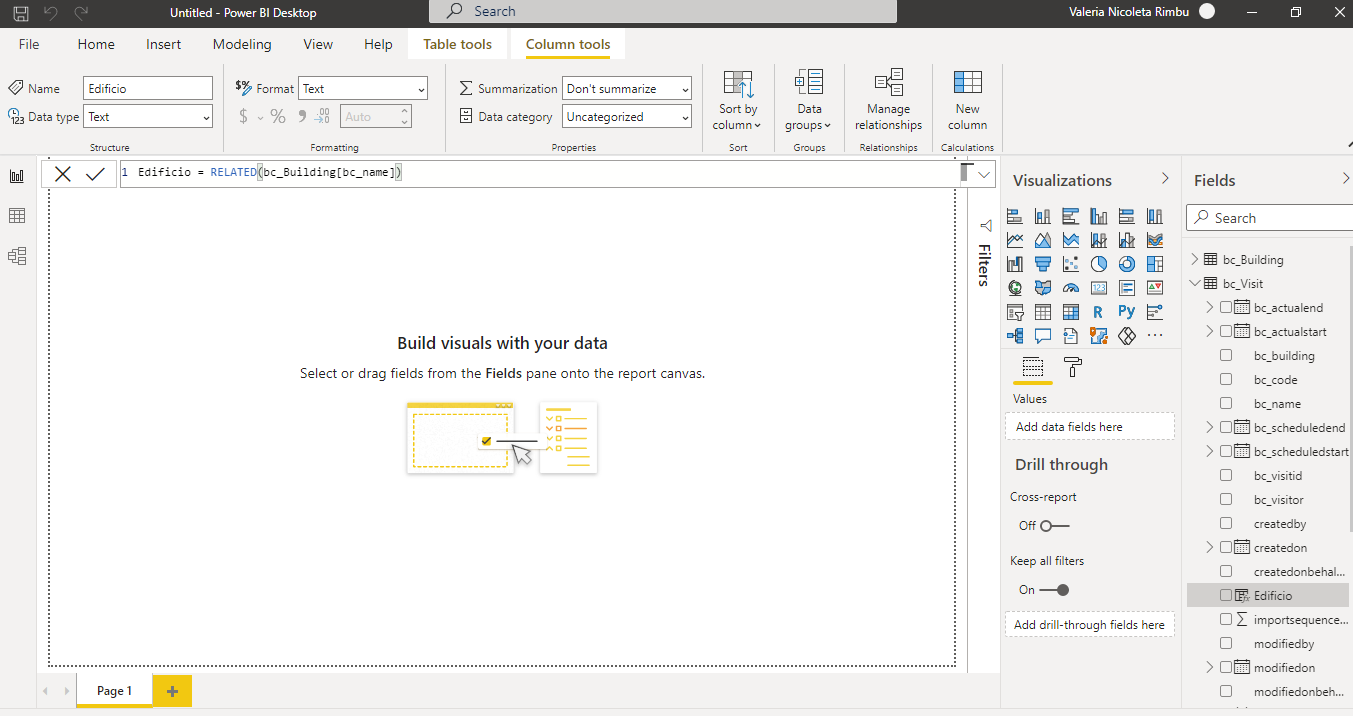 Untitled - Power BI Desktop
Search
Valeria Nicoleta Rimbu
File
Home
Insert
Modeling
View
Help
Table tools
Column tools
Name
Edificio
Data type
Text
Structure
$% Format
Text
$
%
Auto
Formatting
Summarization
Don't summarize
Data category
Uncategorized
Properties
Sort by
column
Sort
Data
groups
Groups
Manage
relationships
Relationships
New
column
Calculations
1 Edificio = RELATED(bc_Building[bc_name])
Filters
Build visuals with your data
Select or drag fields from the Fields pane onto the report canvas.
Page 1
Visualizations
123
R
Py
Values
Add data fields here
Drill through
Cross-report
Off
Keep all filters
On
Add drill-through fields here
Fields
Search
bc_Building
bc_Visit
bc_actualend
bc_actualstart
bc_building
bc_code
bc_name
bc_scheduledend
bc_scheduledstart
bc_visitid
bc_visitor
createdby
createdon
createdonbehal...
Edificio
importsequence...
modifiedby
modifiedon
modifiedonbeh...